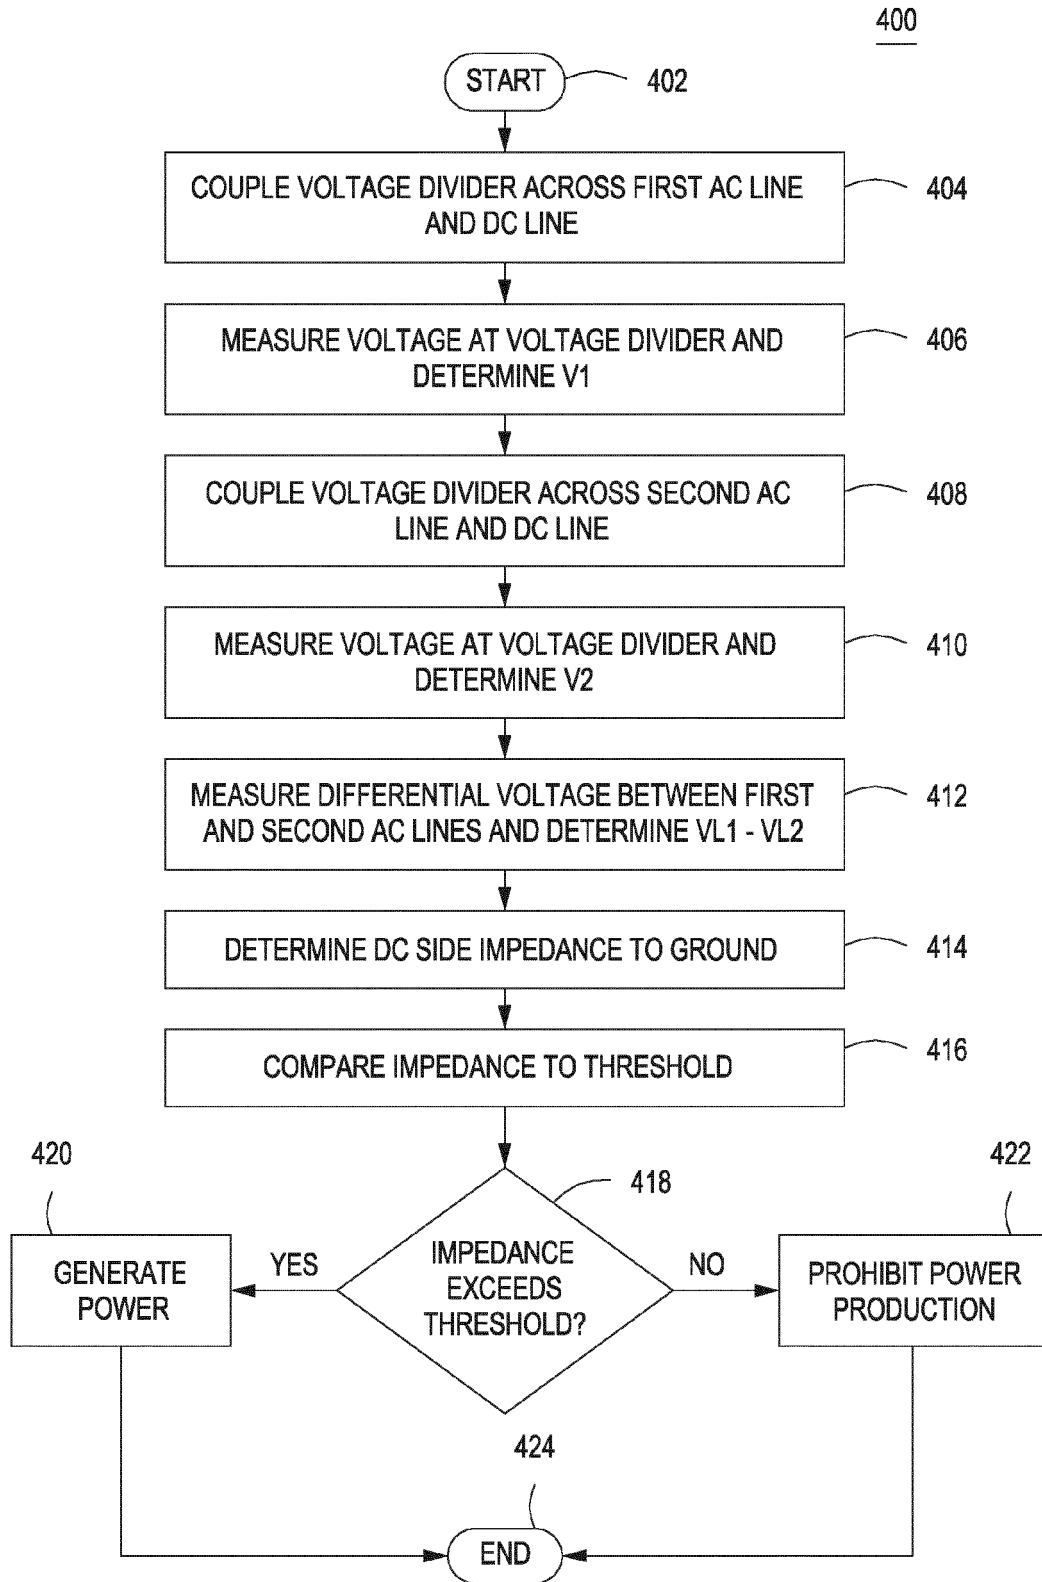 400
START
402
COUPLE VOLTAGE DIVIDER ACROSS FIRST AC LINE
AND DC LINE
404
MEASURE VOLTAGE AT VOLTAGE DIVIDER AND
DETERMINE V1
406
COUPLE VOLTAGE DIVIDER ACROSS SECOND AC
LINE AND DC LINE
408
MEASURE VOLTAGE AT VOLTAGE DIVIDER AND
DETERMINE V2
410
MEASURE DIFFERENTIAL VOLTAGE BETWEEN FIRST
AND SECOND AC LINES AND DETERMINE VL1 - VL2
412
DETERMINE DC SIDE IMPEDANCE TO GROUND
414
COMPARE IMPEDANCE TO THRESHOLD
416
418
IMPEDANCE
EXCEEDS
THRESHOLD?
YES
NO
420
GENERATE
POWER
422
PROHIBIT POWER
PRODUCTION
424
END